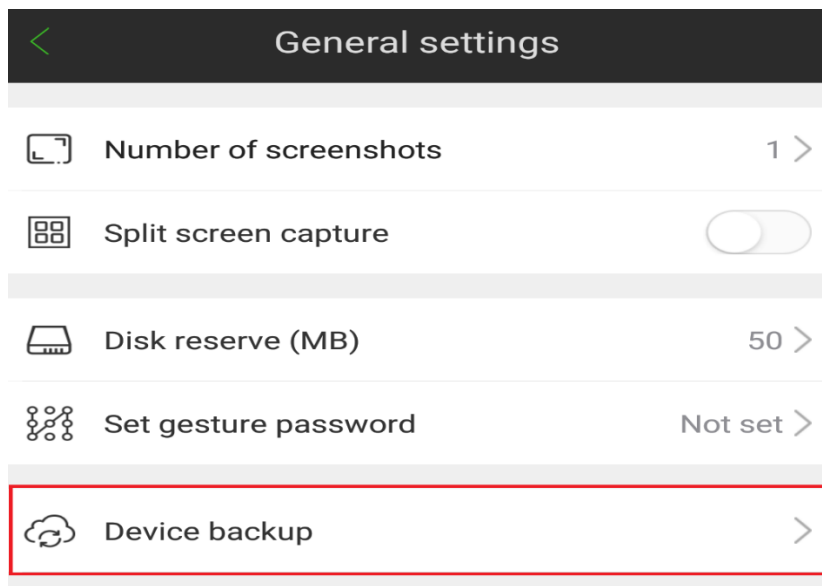 General settings
Number of screenshots 1
Split screen capture
Disk reserve (MB) 50
Set gesture password Not set
Device backup